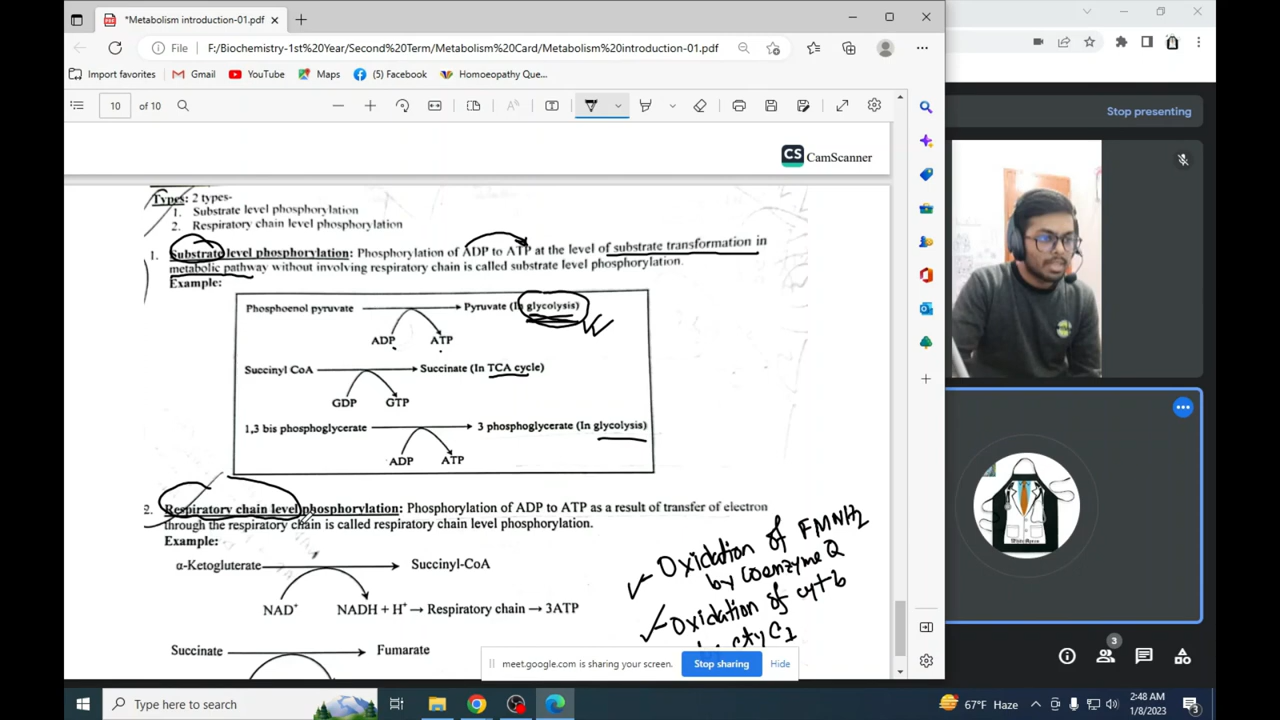 *Metabolism introduction-01.pdf
File
F:/Biochemistry-1st%20Year/Second%20Term/Metabolism%20Card/Metabolism%20introduction-01.pdf
Import favorites
Gmail
YouTube
Maps
(5) Facebook
Homoeopathy Que...
10 of 10
Stop presenting
CS CamScanner
Types: 2 types-
1. Substrate level phosphorylation
2. Respiratory chain level phosphorylation
1. Substrate level phosphorylation: Phosphorylation of ADP to ATP at the level of substrate transformation in
metabolic pathway without involving respiratory chain is called substrate level phosphorylation.
Example:
Phosphoenol pyruvate Pyruvate (In glycolysis)
ADP ATP
Succinyl CoA Succinate (In TCA cycle)
GDP GTP
1,3 bis phosphoglycerate 3 phosphoglycerate (In glycolysis)
ADP ATP
2. Respiratory chain level phosphorylation: Phosphorylation of ADP to ATP as a result of transfer of electron
through the respiratory chain is called respiratory chain level phosphorylation.
Example:
α-Ketogluterate Succinyl-CoA
NAD⁺ NADH + H⁺ → Respiratory chain → 3ATP
Succinate Fumarate
Oxidation of FMNH2
by Coenzyme Q
Oxidation of cyt b
by cty C1
meet.google.com is sharing your screen.
Stop sharing
Hide
3
Type here to search
67°F Haze
2:48 AM
1/8/2023
3